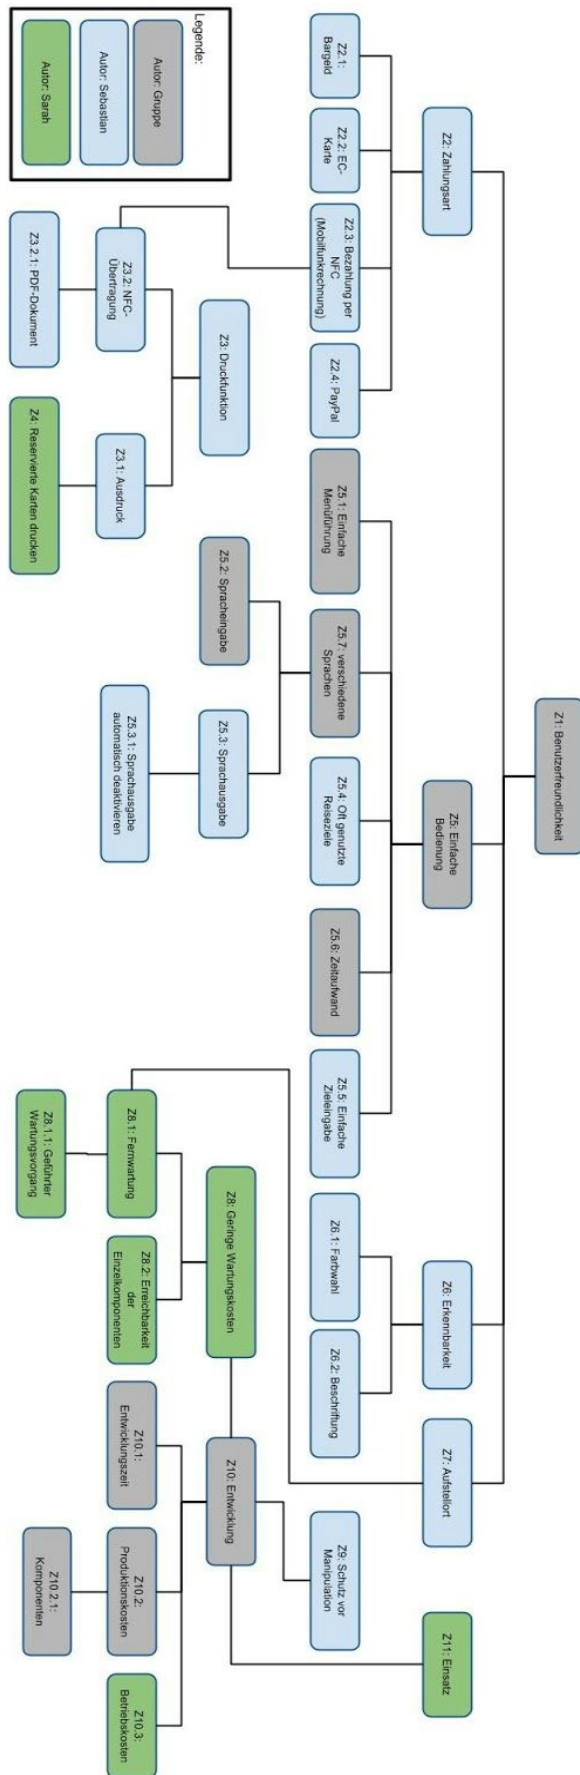 Z1: Benutzerfreundlichkeit
Z2: Zahlungsart
Z5: Einfache
Bedienung
Z6: Erkennbarkeit
Z7: Aufstellort
Z11: Einsatz
Z2.1:
Bargeld
Z2.2: EC-
Karte
Z2.3: Bezahlung per
NFC
(Mobilfunkrechnung)
Z2.4: PayPal
Z5.1: Einfache
Menüführung
Z5.7: verschiedene
Sprachen
Z5.4: Oft genutzte
Reiseziele
Z5.6: Zeitaufwand
Z5.5: Einfache
Zieleingabe
Z6.1: Farbwahl
Z6.2: Beschriftung
Z9: Schutz vor
Manipulation
Z3: Druckfunktion
Z5.2: Spracheingabe
Z5.3: Sprachausgabe
Z8: Geringe Wartungskosten
Z10: Entwicklung
Z3.2: NFC-
Übertragung
Z3.1: Ausdruck
Z5.3.1: Sprachausgabe
automatisch deaktivieren
Z8.1: Fernwartung
Z8.2: Erreichbarkeit
der
Einzelkomponenten
Z10.1:
Entwicklungszeit
Z10.2:
Produktionskosten
Z10.3:
Betriebskosten
Z3.2.1: PDF-Dokument
Z4: Reservierte Karten drucken
Z8.1.1: Geführter
Wartungsvorgang
Z10.2.1:
Komponenten
Legende:
Autor: Gruppe
Autor: Sebastian
Autor: Sarah